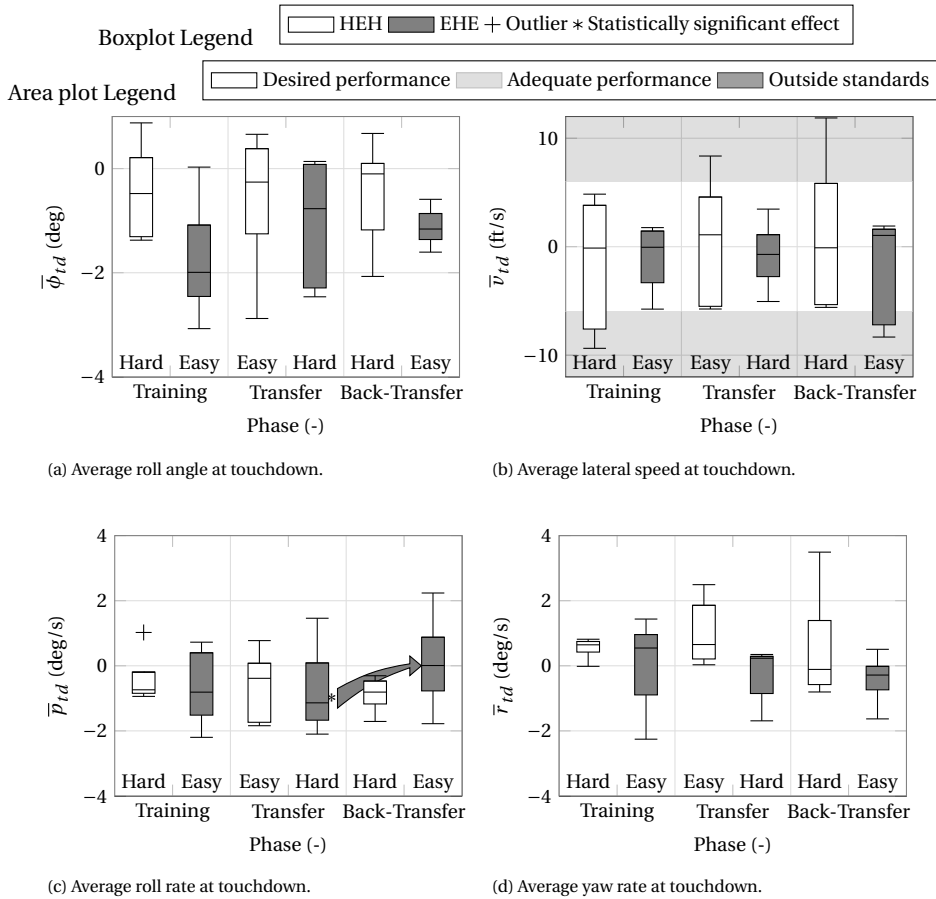 Boxplot Legend HEH EHE + Outlier * Statistically significant effect
Area plot Legend Desired performance Adequate performance Outside standards
0
−2
−4
ϕ̅td (deg)
Hard Easy Easy Hard Hard Easy
Training Transfer Back-Transfer
Phase (-)
(a) Average roll angle at touchdown.
10
0
−10
v̅td (ft/s)
Hard Easy Easy Hard Hard Easy
Training Transfer Back-Transfer
Phase (-)
(b) Average lateral speed at touchdown.
4
2
0
−2
−4
p̅td (deg/s)
*
Hard Easy Easy Hard Hard Easy
Training Transfer Back-Transfer
Phase (-)
(c) Average roll rate at touchdown.
4
2
0
−2
−4
r̅td (deg/s)
Hard Easy Easy Hard Hard Easy
Training Transfer Back-Transfer
Phase (-)
(d) Average yaw rate at touchdown.